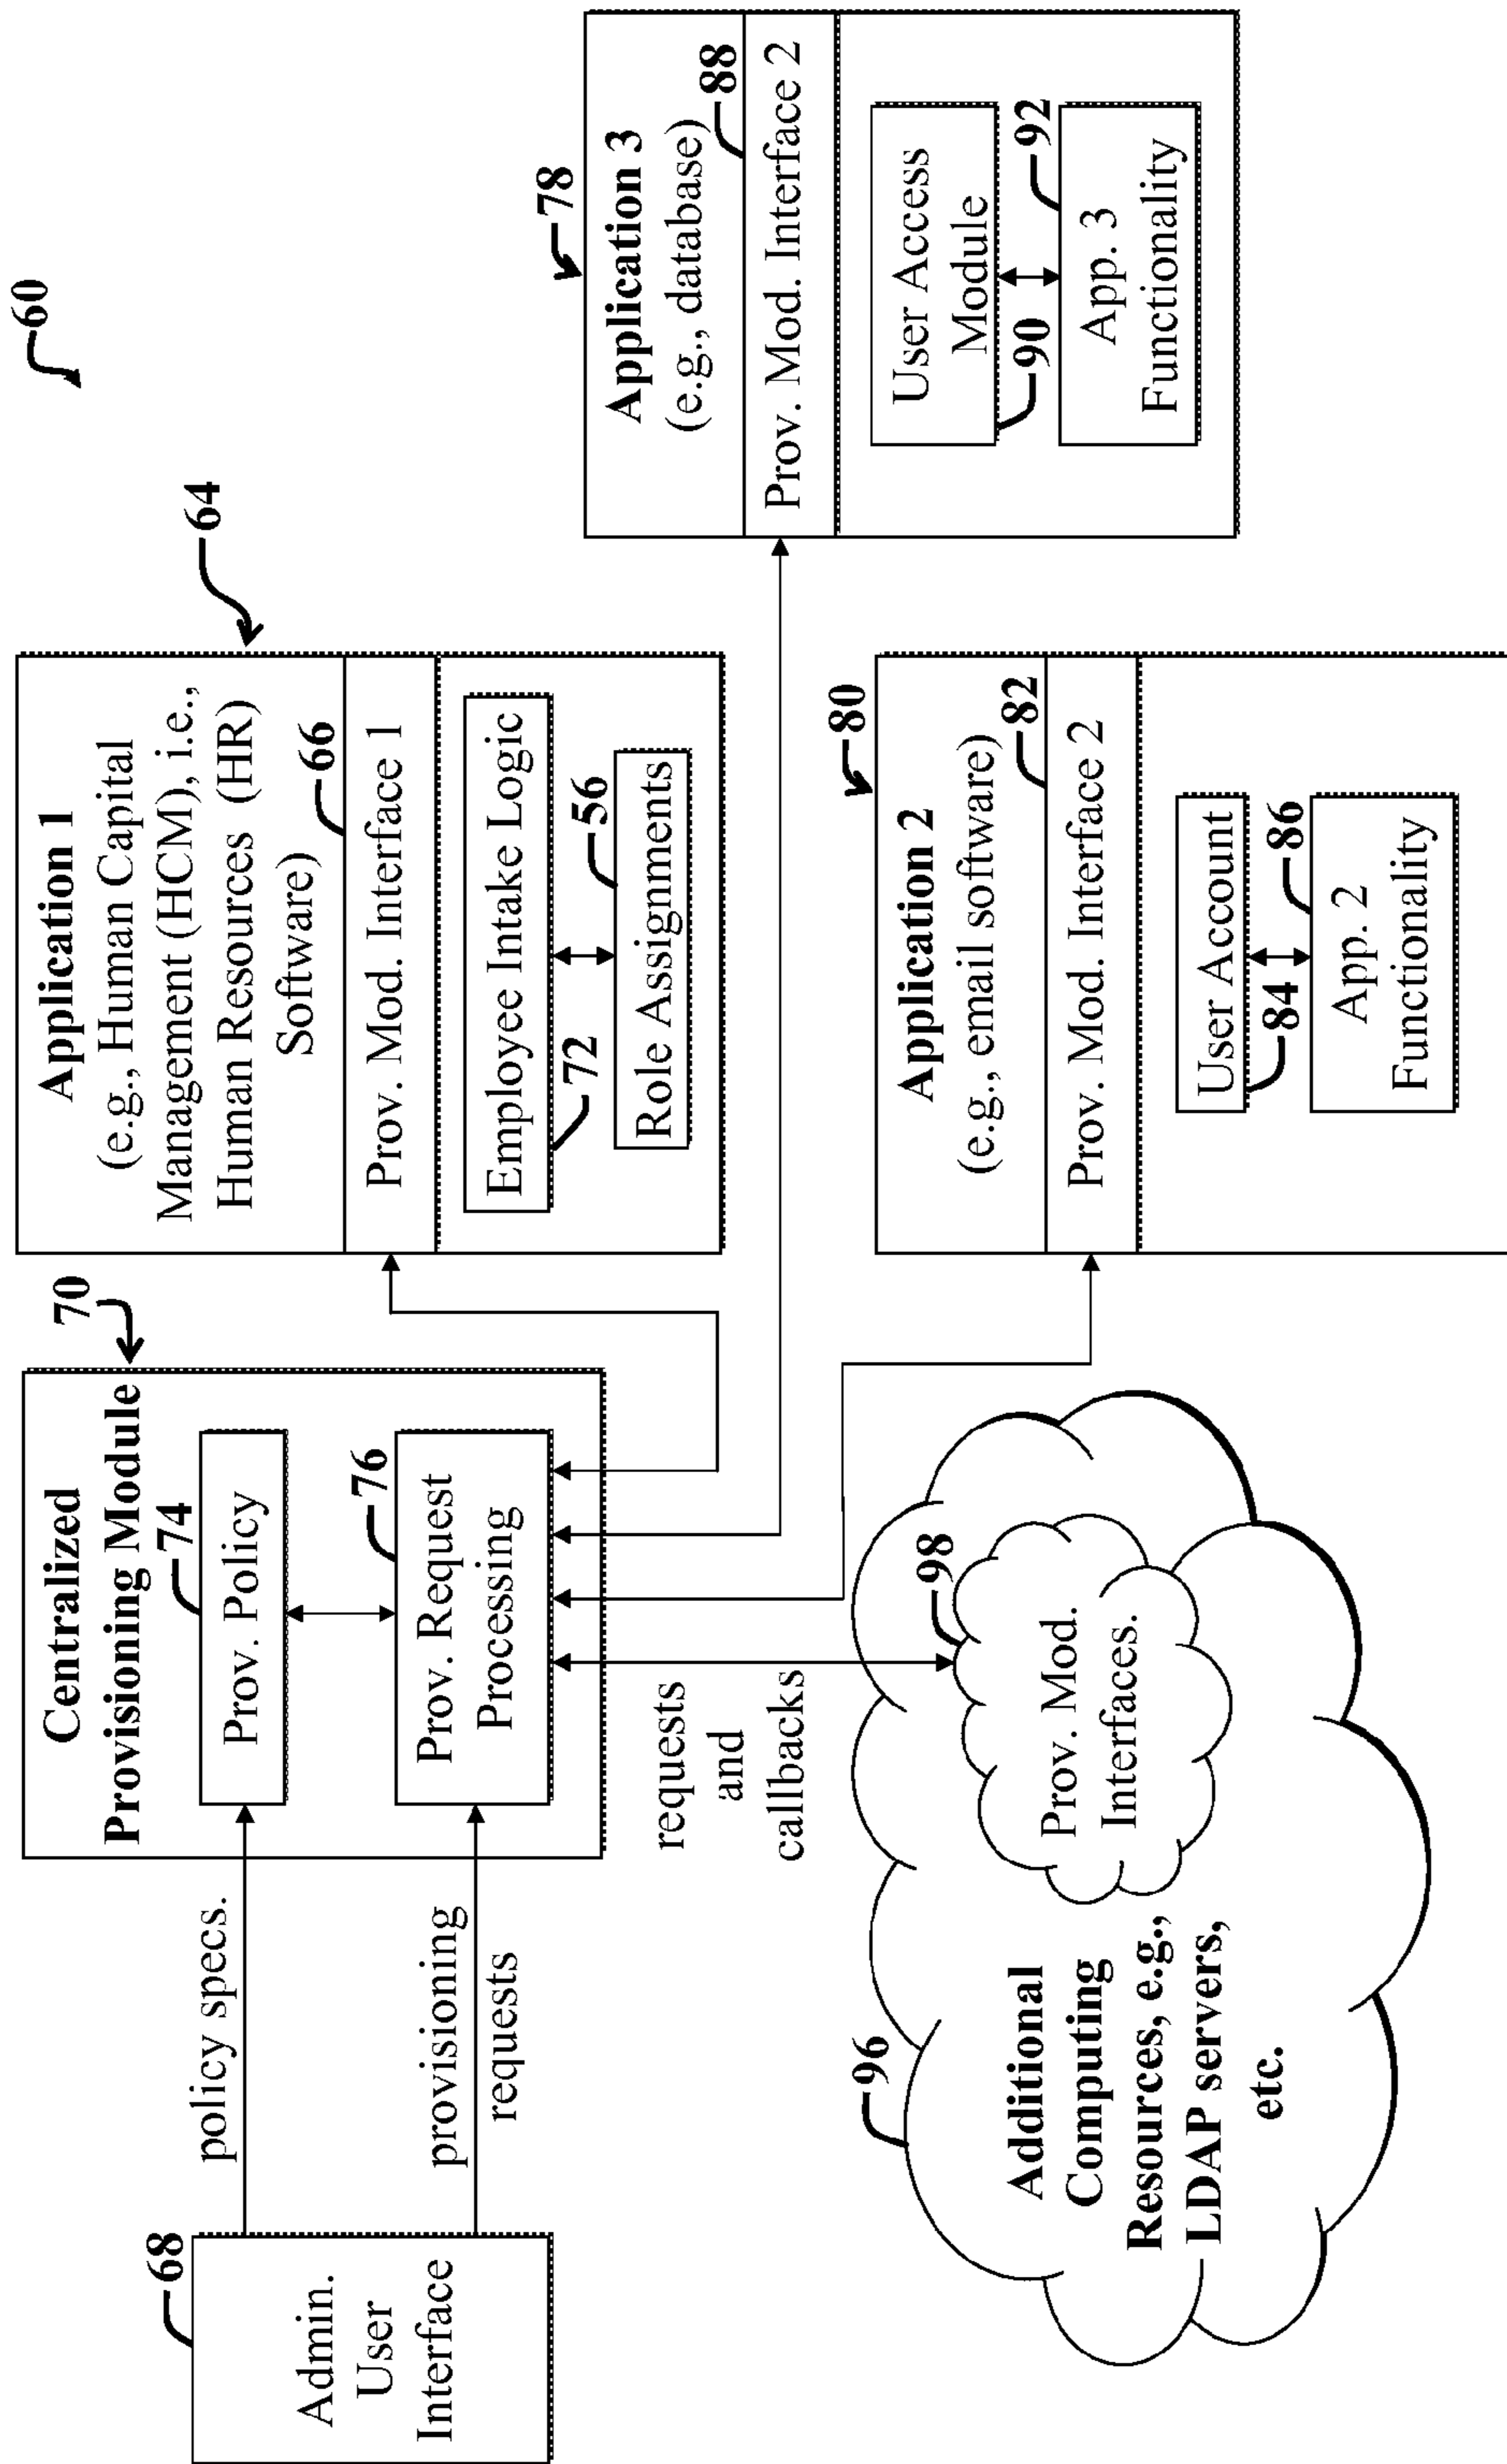 60
68
Admin.
User
Interface
policy specs.
provisioning
requests
70
Centralized
Provisioning Module
74
Prov. Policy
76
Prov. Request
Processing
requests
and
callbacks
64
Application 1
(e.g., Human Capital
Management (HCM), i.e.,
Human Resources (HR)
Software)
66
Prov. Mod. Interface 1
Employee Intake Logic
72
56
Role Assignments
78
Application 3
(e.g., database)
88
Prov. Mod. Interface 2
User Access
Module
90
92
App. 3
Functionality
80
Application 2
(e.g., email software)
82
Prov. Mod. Interface 2
User Account
84
86
App. 2
Functionality
96
Additional
Computing
Resources, e.g.,
LDAP servers,
etc.
98
Prov. Mod.
Interfaces.